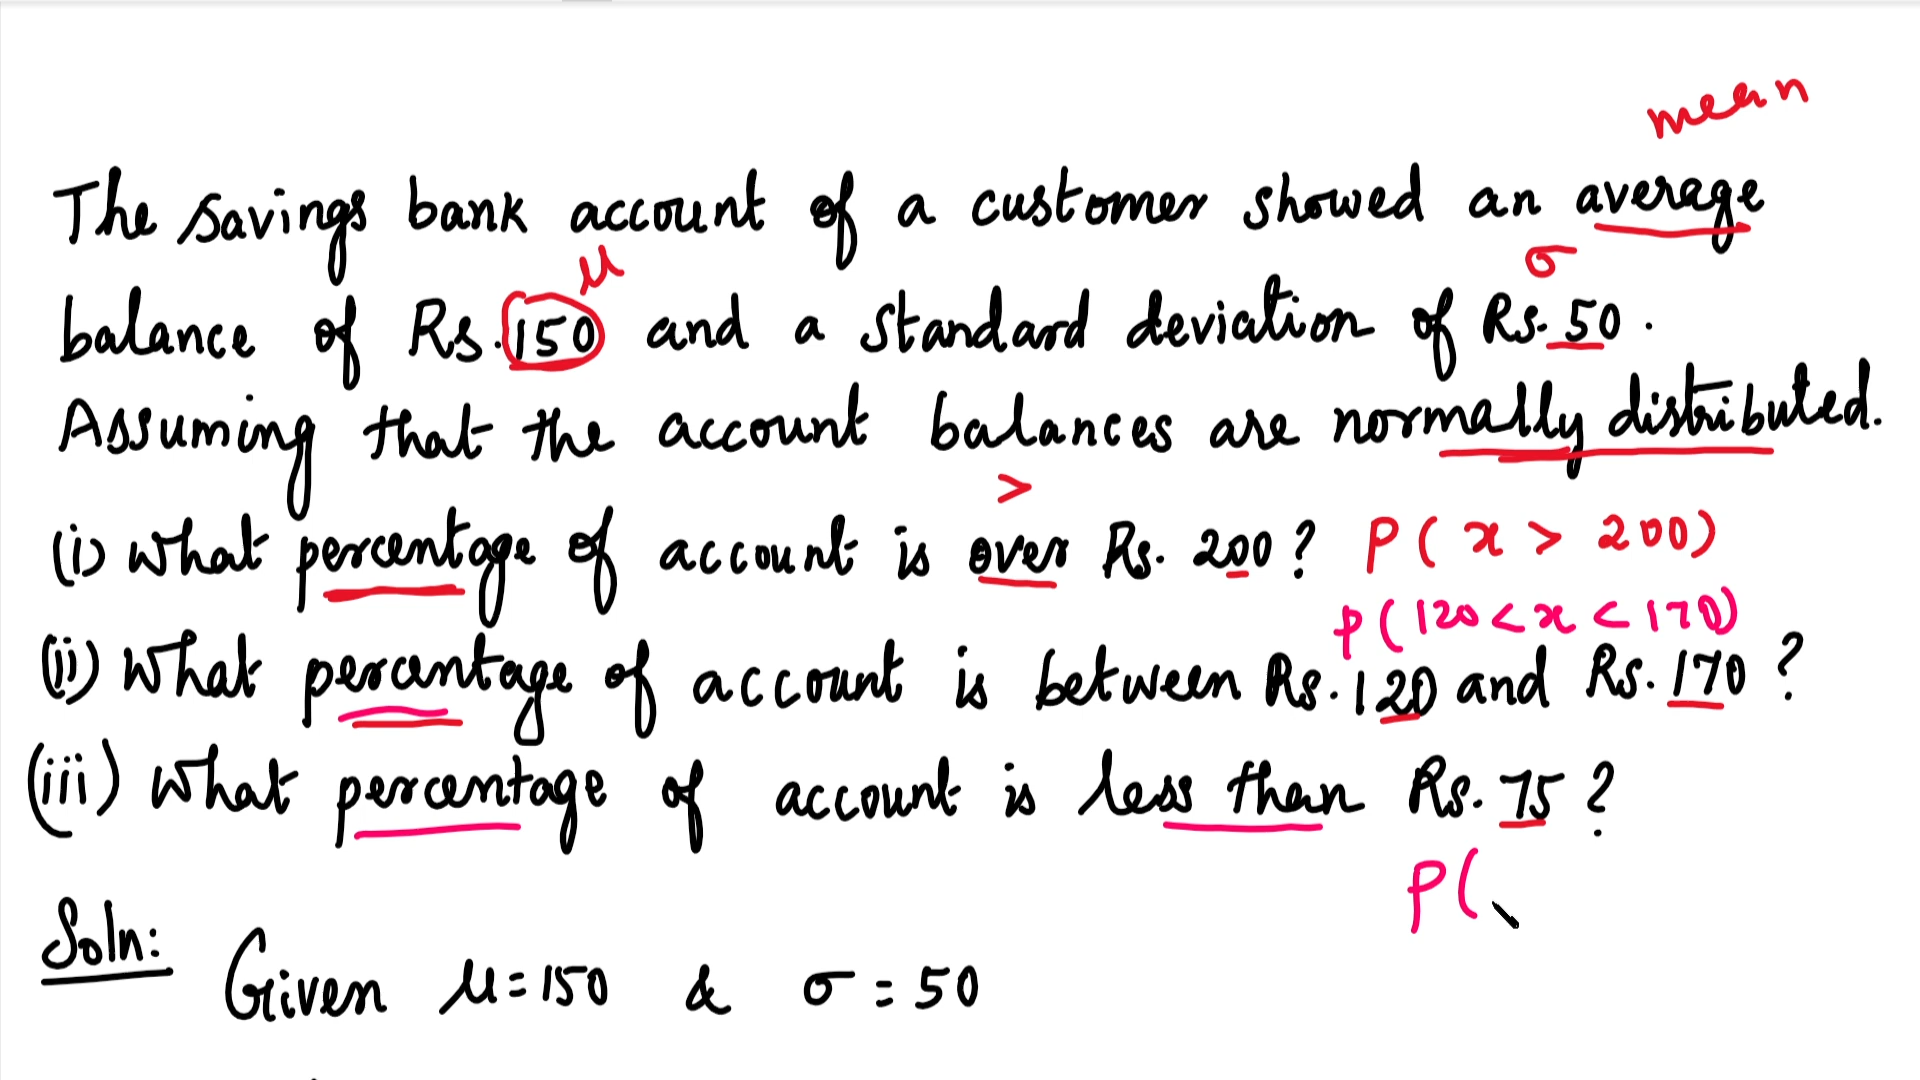 mean
The savings bank account of a customer showed an average
μ σ
balance of Rs.150 and a standard deviation of Rs.50.
Assuming that the account balances are normally distributed.
>
(i) what percentage of account is over Rs. 200? P(x > 200)
P(120<x<170)
(ii) what percentage of account is between Rs.120 and Rs.170?
(iii) what percentage of account is less than Rs.75?
P(
Soln:
Given μ=150 & σ=50